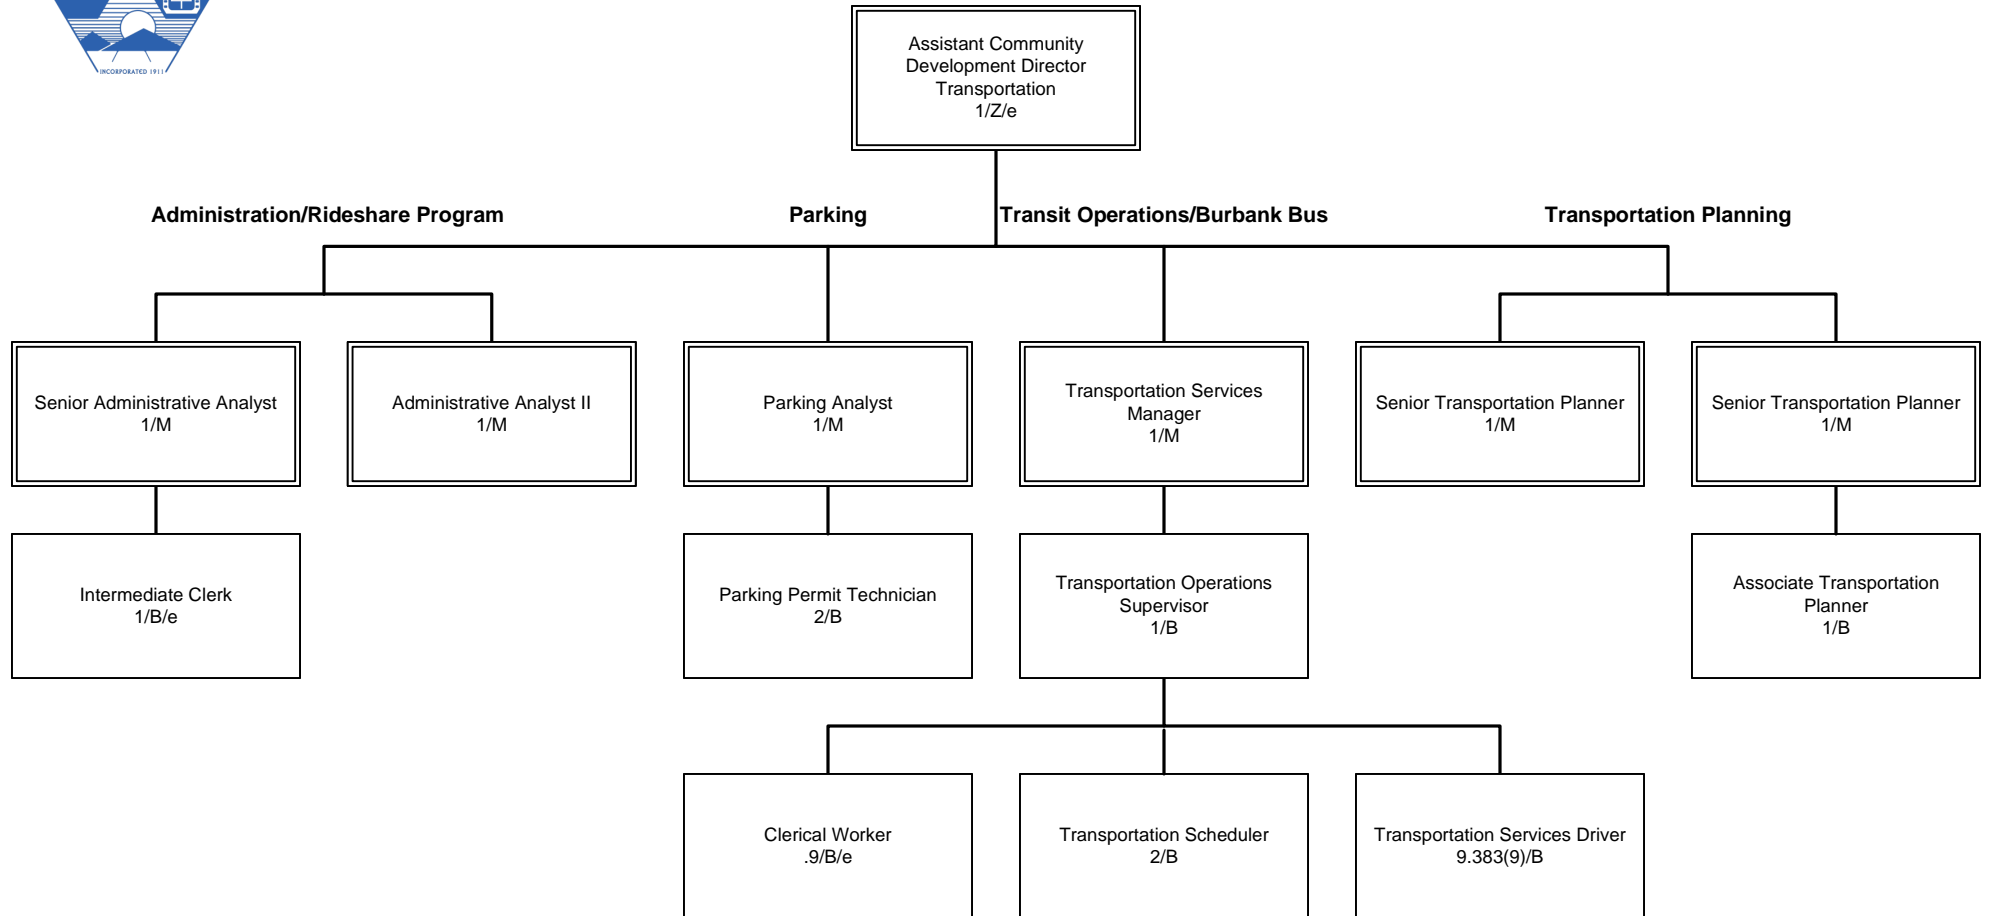 INCORPORATED 1911
Assistant Community
Development Director
Transportation
1/Z/e
Administration/Rideshare Program
Parking
Transit Operations/Burbank Bus
Transportation Planning
Senior Administrative Analyst
1/M
Administrative Analyst II
1/M
Parking Analyst
1/M
Transportation Services
Manager
1/M
Senior Transportation Planner
1/M
Senior Transportation Planner
1/M
Intermediate Clerk
1/B/e
Parking Permit Technician
2/B
Transportation Operations
Supervisor
1/B
Associate Transportation
Planner
1/B
Clerical Worker
.9/B/e
Transportation Scheduler
2/B
Transportation Services Driver
9.383(9)/B